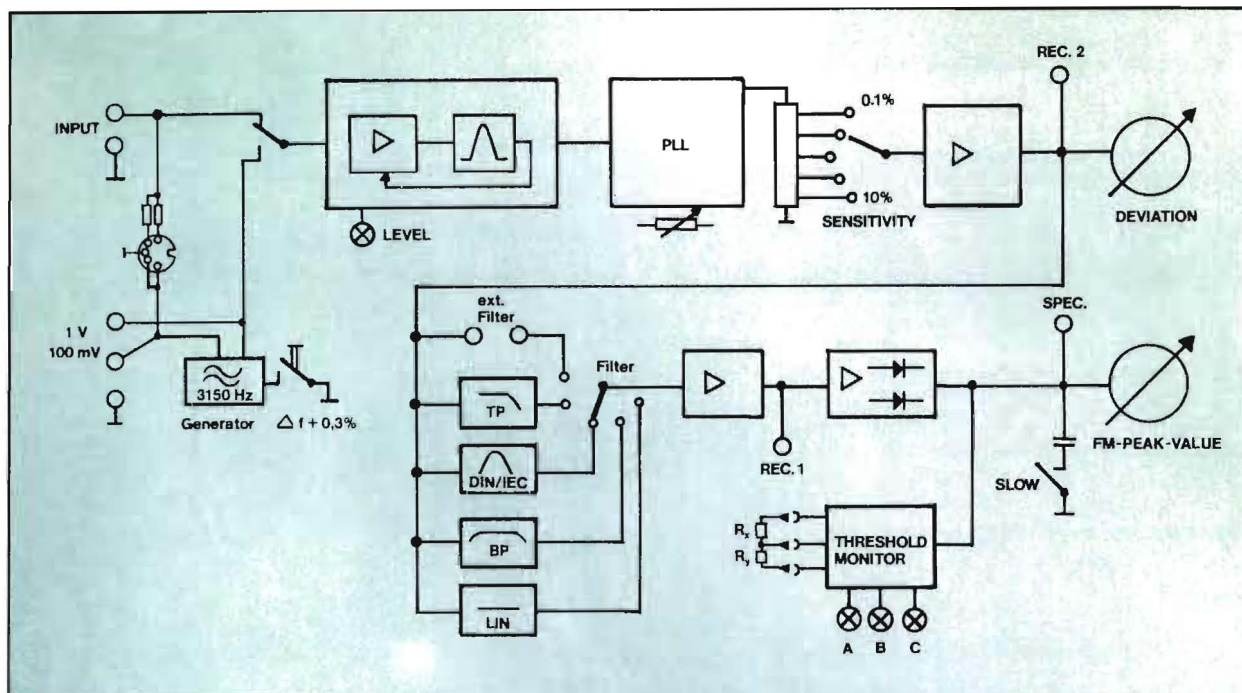 REC. 2
INPUT
0.1%
PLL
10%
SENSITIVITY
DEVIATION
LEVEL
1 V
100 mV
3150 Hz
Generator
△ f + 0,3%
ext.
Filter
Filter
TP
DIN/IEC
BP
LIN
REC. 1
SPEC.
FM-PEAK-VALUE
SLOW
Rx
Ry
THRESHOLD
MONITOR
A B C